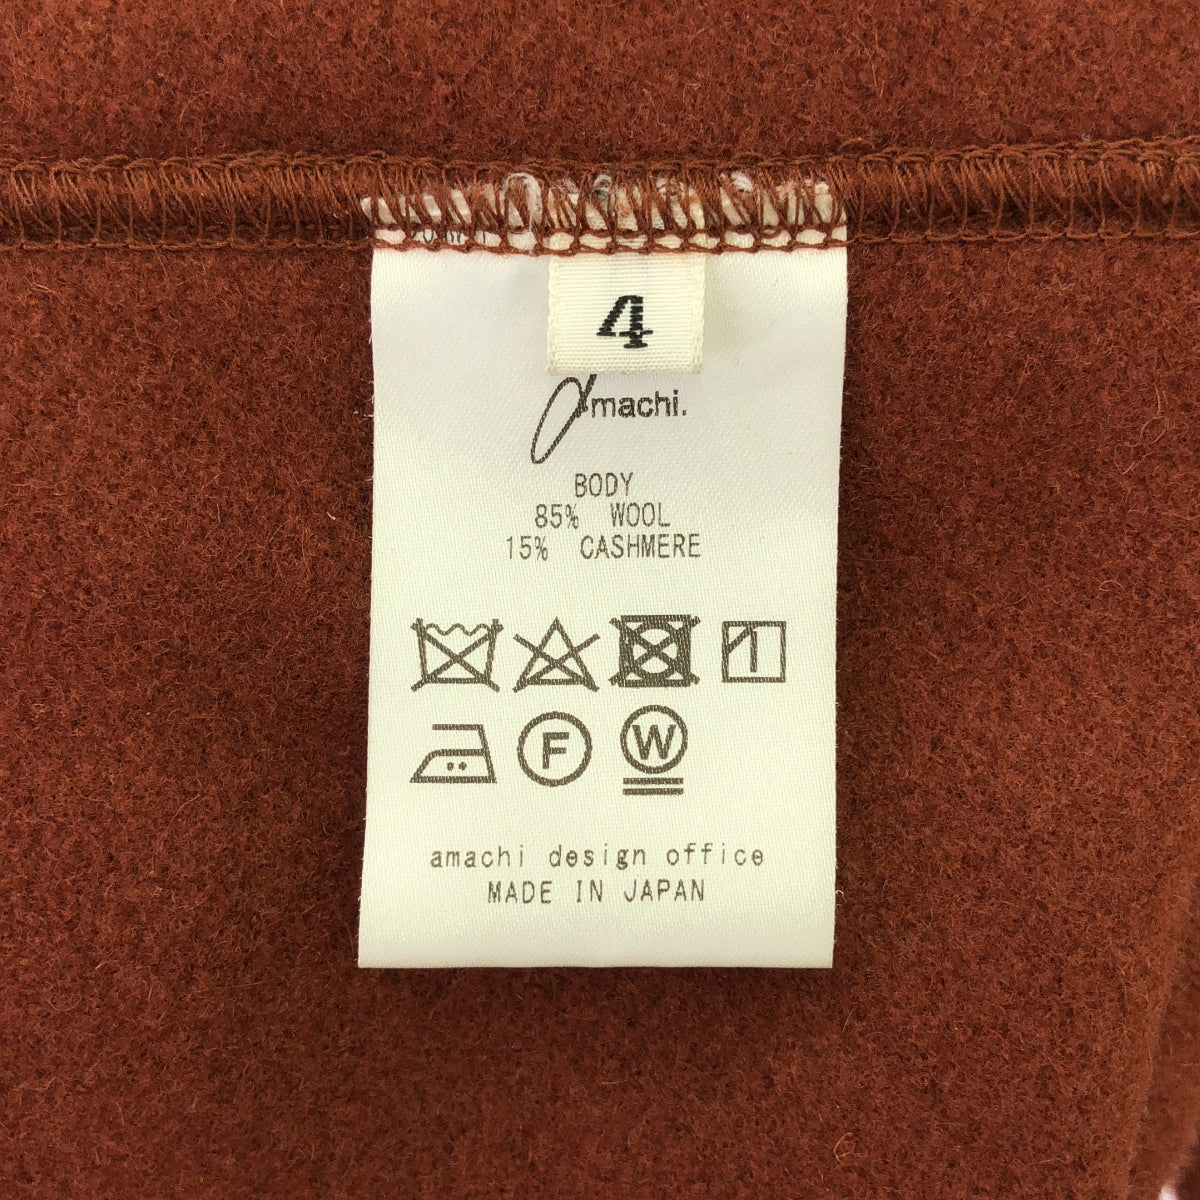 4
amachi.
BODY
85% WOOL
15% CASHMERE
F
W
amachi design office
MADE IN JAPAN